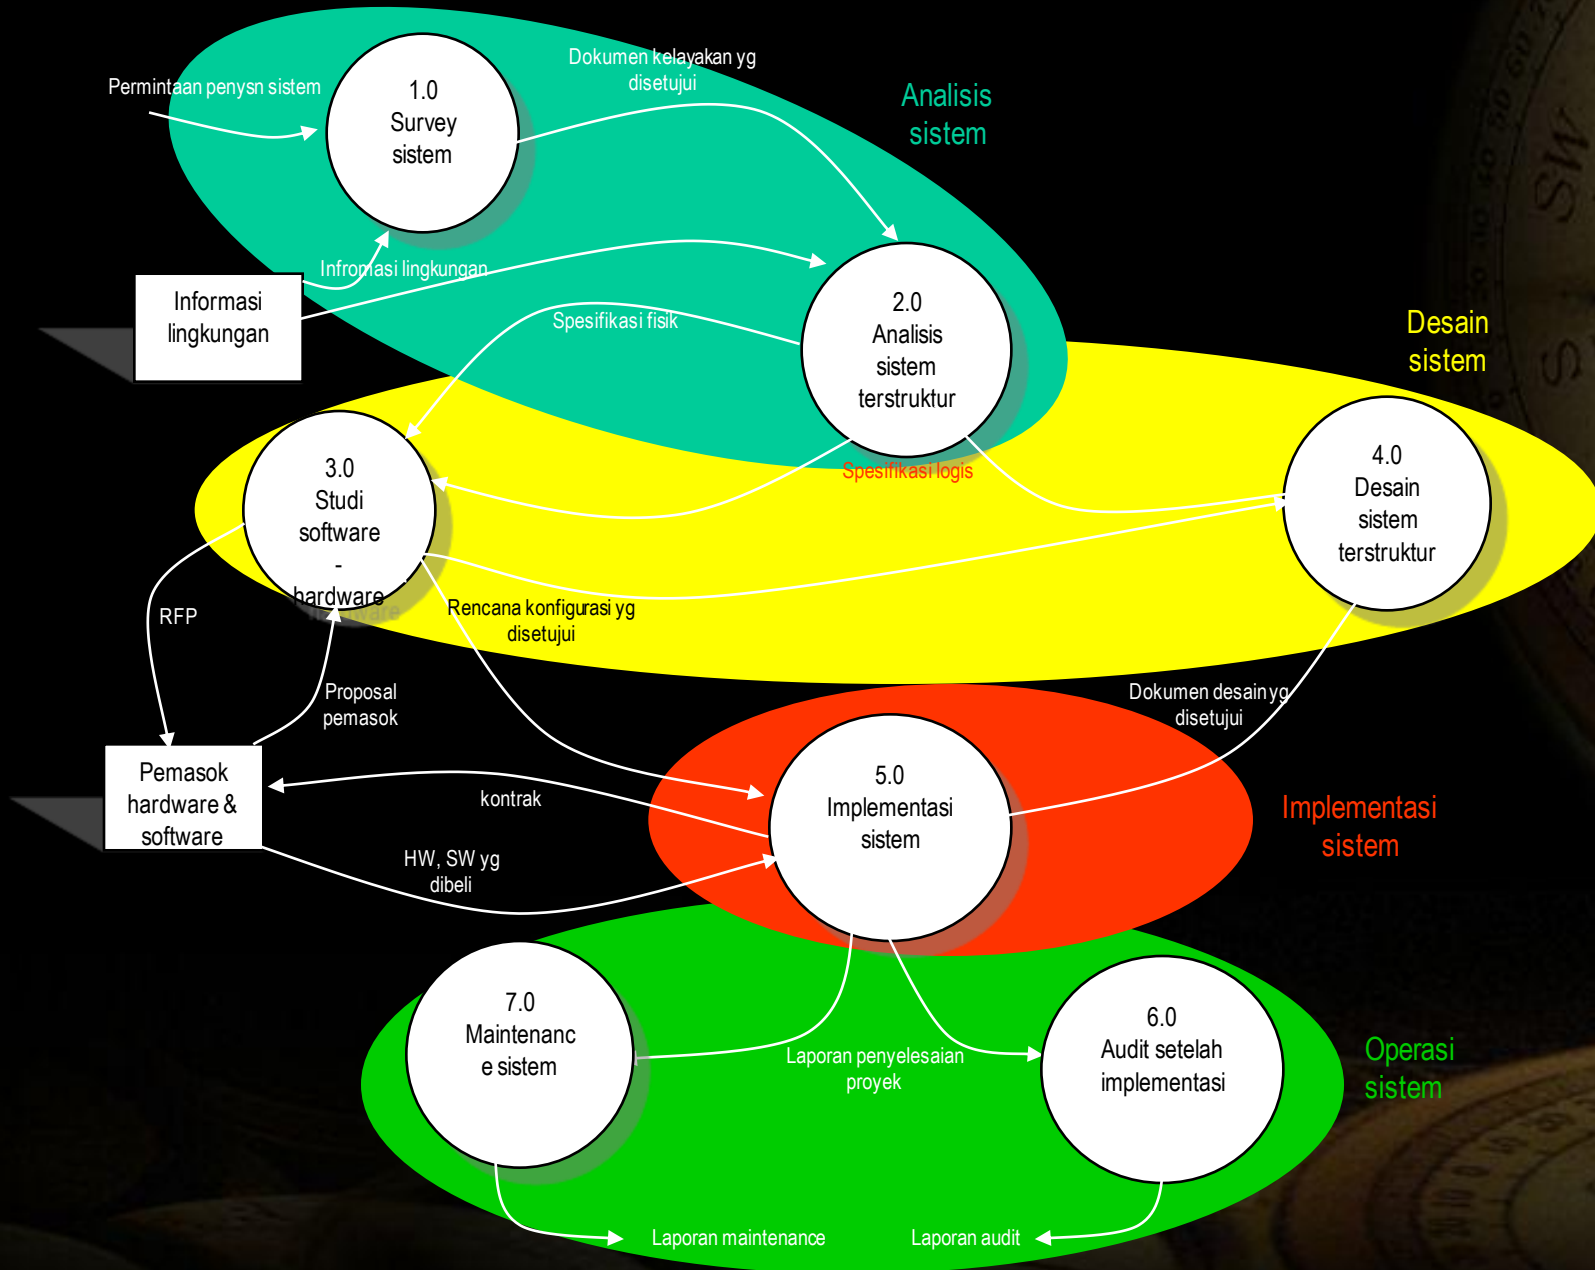 Permintaan penysn sistem
1.0
Survey
sistem
Dokumen kelayakan yg
disetujui
Analisis
sistem
Infromasi lingkungan
Informasi
lingkungan
Spesifikasi fisik
2.0
Analisis
sistem
terstruktur
Desain
sistem
3.0
Studi
software
-
hardware
Spesifikasi logis
4.0
Desain
sistem
terstruktur
RFP
Rencana konfigurasi yg
disetujui
Proposal
pemasok
Dokumen desain yg
disetujui
Pemasok
hardware &
software
kontrak
5.0
Implementasi
sistem
Implementasi
sistem
HW, SW yg
dibeli
7.0
Maintenanc
e sistem
Laporan penyelesaian
proyek
6.0
Audit setelah
implementasi
Operasi
sistem
Laporan maintenance
Laporan audit